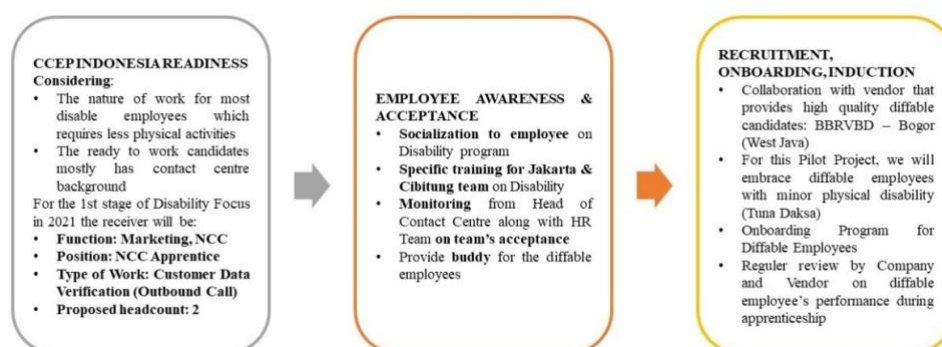 CCEP INDONESIA READINESS
Considering:
• The nature of work for most
disable employees which
requires less physical activities
• The ready to work candidates
mostly has contact centre
background
For the 1st stage of Disability Focus
in 2021 the receiver will be:
• Function: Marketing, NCC
• Position: NCC Apprentice
• Type of Work: Customer Data
Verification (Outbound Call)
• Proposed headcount: 2
EMPLOYEE AWARENESS &
ACCEPTANCE
• Socialization to employee on
Disability program
• Specific training for Jakarta &
Cibitung team on Disability
• Monitoring from Head of
Contact Centre along with HR
Team on team's acceptance
• Provide buddy for the diffable
employees
RECRUITMENT,
ONBOARDING, INDUCTION
• Collaboration with vendor that
provides high quality diffable
candidates: BBRVBD – Bogor
(West Java)
• For this Pilot Project, we will
embrace diffable employees
with minor physical disability
(Tuna Daksa)
• Onboarding Program for
Diffable Employees
• Reguler review by Company
and Vendor on diffable
employee's performance during
apprenticeship